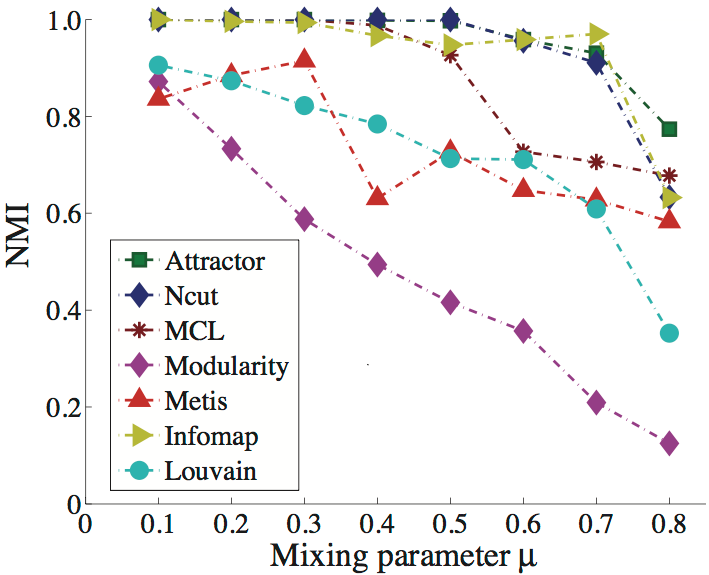 1.0
0.8
0.6
0.4
0.2
0
NMI
Attractor
Ncut
MCL
Modularity
Metis
Infomap
Louvain
0 0.1 0.2 0.3 0.4 0.5 0.6 0.7 0.8
Mixing parameter μ